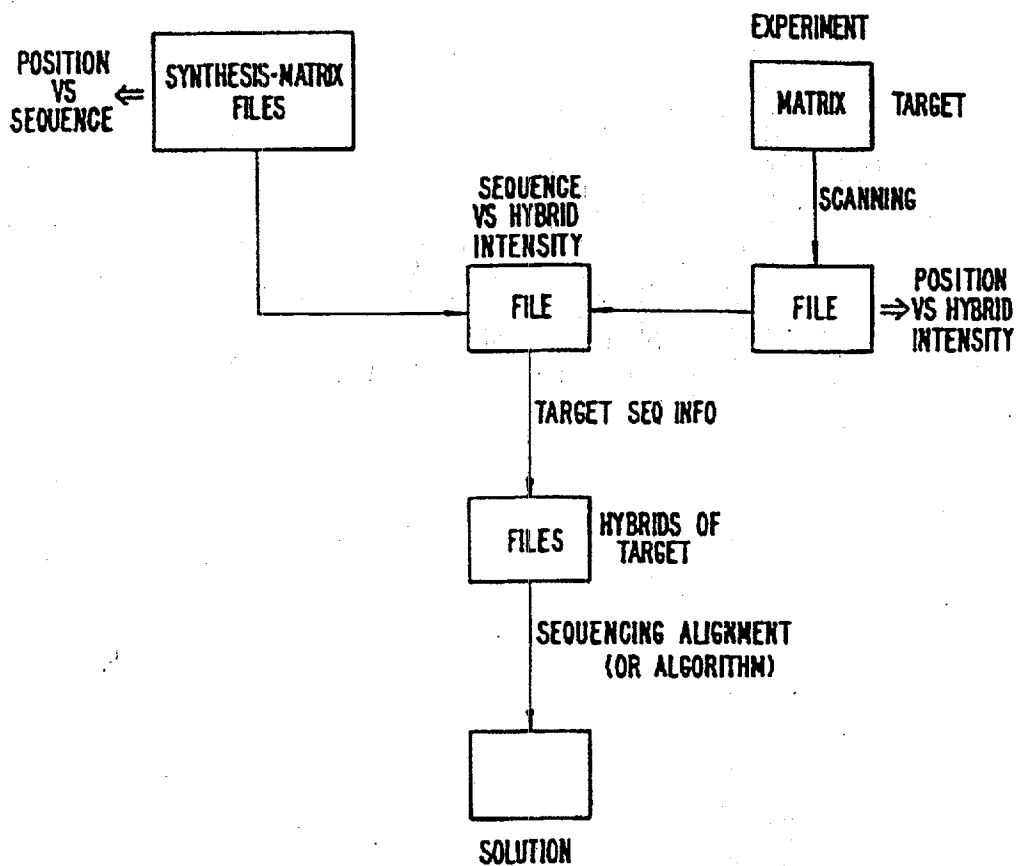 EXPERIMENT
POSITION
VS
SEQUENCE
⇐
SYNTHESIS-MATRIX
FILES
MATRIX
TARGET
SCANNING
SEQUENCE
VS HYBRID
INTENSITY
FILE
FILE
⇒
POSITION
VS HYBRID
INTENSITY
TARGET SEQ INFO
FILES
HYBRIDS OF
TARGET
SEQUENCING ALIGNMENT
(OR ALGORITHM)
SOLUTION